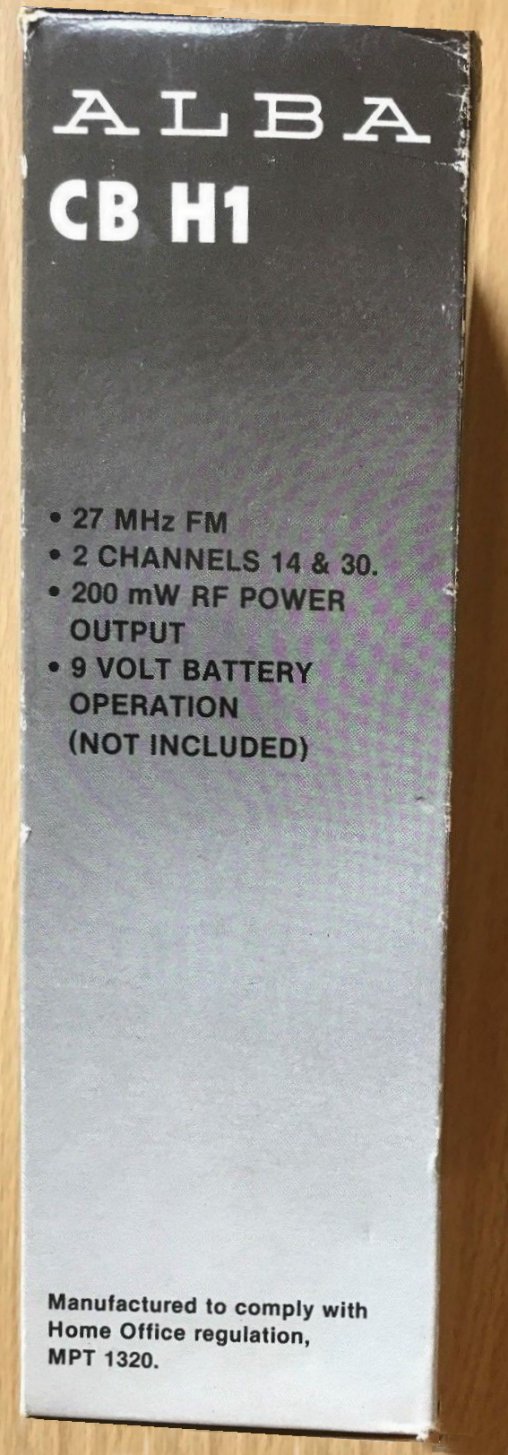 ALBA
CB H1
• 27 MHz FM
• 2 CHANNELS 14 & 30.
• 200 mW RF POWER
OUTPUT
• 9 VOLT BATTERY
OPERATION
(NOT INCLUDED)
Manufactured to comply with
Home Office regulation,
MPT 1320.